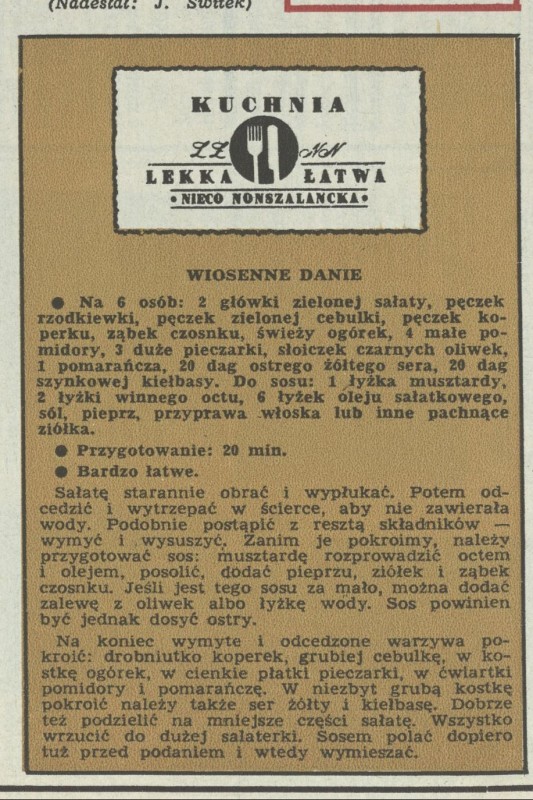 (Nadesłał: J. Świtek)
KUCHNIA
ŁŻ NN
LEKKA ŁATWA
• NIECO NONSZALANCKA •
WIOSENNE DANIE
● Na 6 osób: 2 główki zielonej sałaty, pęczek
rzodkiewki, pęczek zielonej cebulki, pęczek ko-
perku, ząbek czosnku, świeży ogórek, 4 małe po-
midory, 3 duże pieczarki, słoiczek czarnych oliwek,
1 pomarańcza, 20 dag ostrego żółtego sera, 20 dag
szynkowej kiełbasy. Do sosu: 1 łyżka musztardy,
2 łyżki winnego octu, 6 łyżek oleju sałatkowego,
sól, pieprz, przyprawa włoska lub inne pachnące
ziółka.
● Przygotowanie: 20 min.
● Bardzo łatwe.
Sałatę starannie obrać i wypłukać. Potem od-
cedzić i wytrzepać w ścierce, aby nie zawierała
wody. Podobnie postąpić z resztą składników —
wymyć i wysuszyć. Zanim je pokroimy, należy
przygotować sos: musztardę rozprowadzić octem
i olejem, posolić, dodać pieprzu, ziółek i ząbek
czosnku. Jeśli jest tego sosu za mało, można dodać
zalewę z oliwek albo łyżkę wody. Sos powinien
być jednak dosyć ostry.
Na koniec wymyte i odcedzone warzywa po-
kroić: drobniutko koperek, grubiej cebulkę, w ko-
stkę ogórek, w cienkie płatki pieczarki, w ćwiartki
pomidory i pomarańczę. W niezbyt grubą kostkę
pokroić należy także ser żółty i kiełbasę. Dobrze
też podzielić na mniejsze części sałatę. Wszystko
wrzucić do dużej salaterki. Sosem polać dopiero
tuż przed podaniem i wtedy wymieszać.